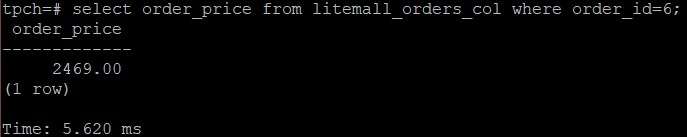 tpch=# select order_price from litemall_orders_col where order_id=6;
 order_price
-------------
     2469.00
(1 row)

Time: 5.620 ms